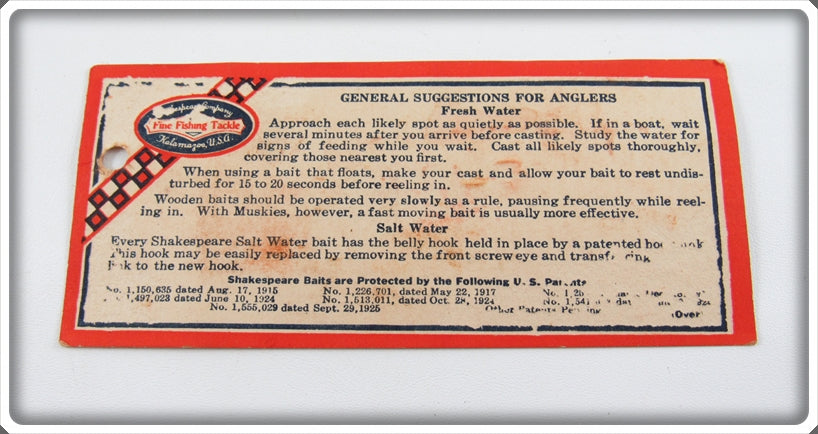 Shakespeare Company
Fine Fishing Tackle
Kalamazoo, U.S.A.
GENERAL SUGGESTIONS FOR ANGLERS
Fresh Water
Approach each likely spot as quietly as possible. If in a boat, wait
several minutes after you arrive before casting. Study the water for
signs of feeding while you wait. Cast all likely spots thoroughly,
covering those nearest you first.
When using a bait that floats, make your cast and allow your bait to rest undis-
turbed for 15 to 20 seconds before reeling in.
Wooden baits should be operated very slowly as a rule, pausing frequently while reel-
ing in. With Muskies, however, a fast moving bait is usually more effective.
Salt Water
Every Shakespeare Salt Water bait has the belly hook held in place by a patented
This hook may be easily replaced by removing the front screw eye and
to the new hook.
Shakespeare Baits are Protected by the Following U. S. Patents
No. 1,150,635 dated Aug. 17, 1915 No. 1,226,701, dated May 22, 1917 No.
No. 1,497,023 dated June 10, 1924 No. 1,513,011, dated Oct. 28, 1924 No.
No. 1,555,029 dated Sept. 29, 1925 Other Patents Pending
(Over)